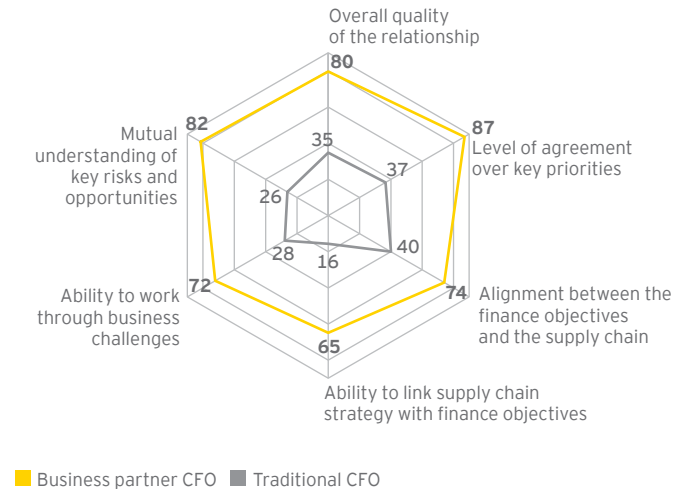 Overall quality
of the relationship
80
82
87
Mutual
understanding of
key risks and
opportunities
Level of agreement
over key priorities
35
37
26
40
28
16
72
74
Ability to work
through business
challenges
Alignment between the
finance objectives
and the supply chain
65
Ability to link supply chain
strategy with finance objectives
Business partner CFO Traditional CFO